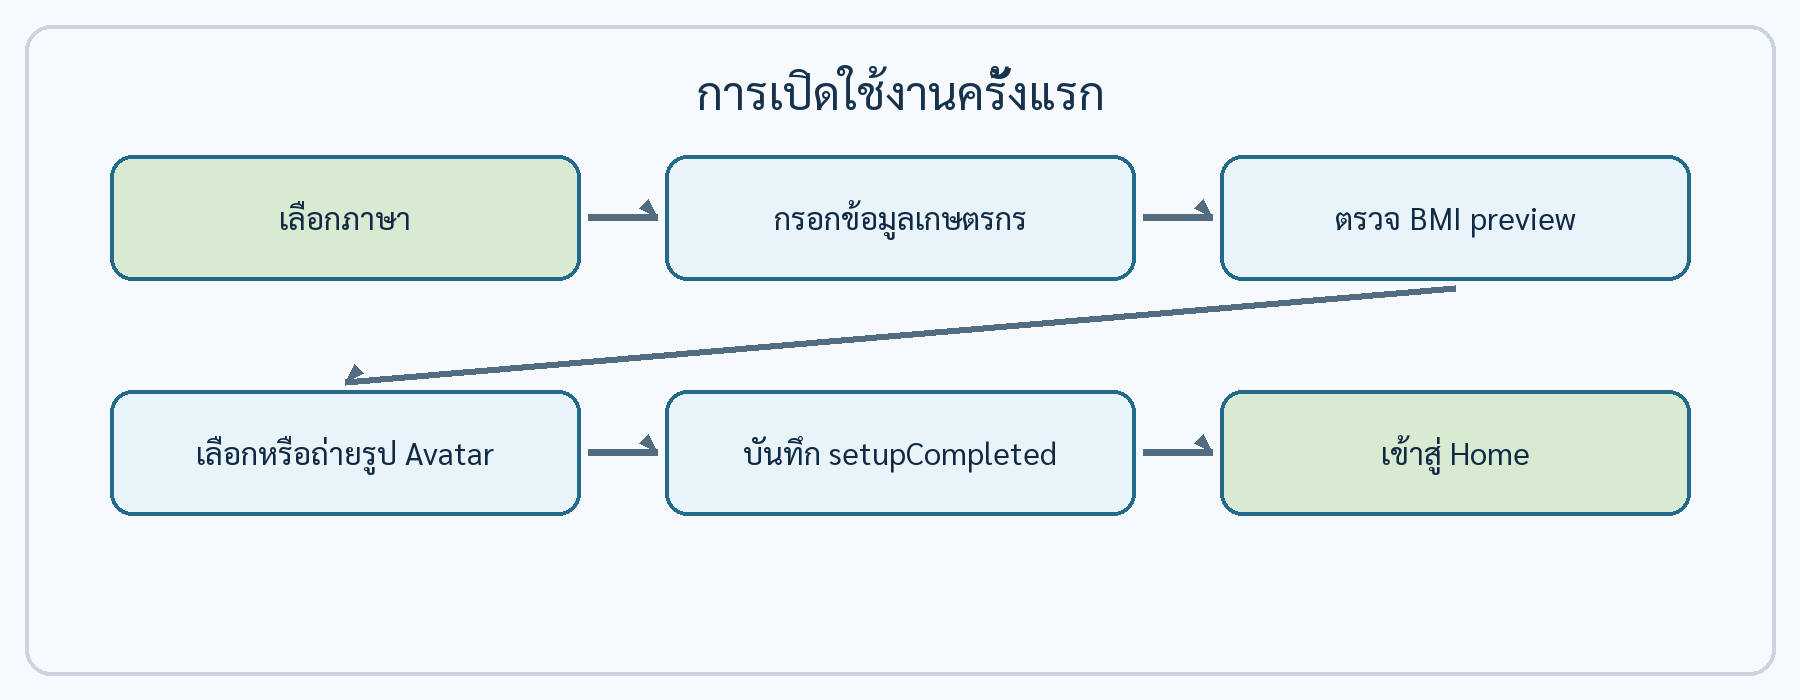 การเปิดใช้งานครั้งแรก
เลือกภาษา
กรอกข้อมูลเกษตรกร
ตรวจ BMI preview
เลือกหรือถ่ายรูป Avatar
บันทึก setupCompleted
เข้าสู่ Home